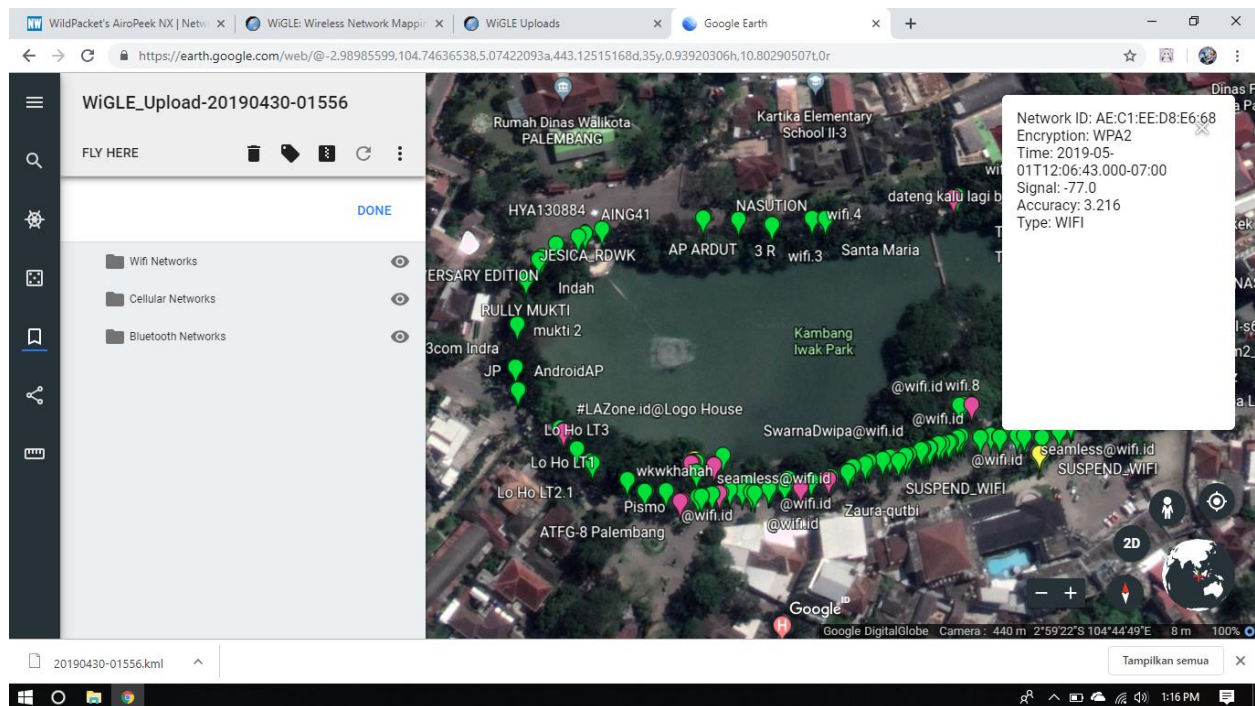 WildPacket's AiroPeek NX | Netw
WiGLE: Wireless Network Mappin
WiGLE Uploads
Google Earth
https://earth.google.com/web/@-2.98985599,104.74636538,5.07422093a,443.12515168d,35y,0.93920306h,10.80290507t,0r
WiGLE_Upload-20190430-01556
FLY HERE
DONE
Wifi Networks
Cellular Networks
Bluetooth Networks
Rumah Dinas Walikota
PALEMBANG
Kartika Elementary
School II-3
Dinas
Network ID: AE:C1:EE:D8:E6:68
Encryption: WPA2
Time: 2019-05-
01T12:06:43.000-07:00
Signal: -77.0
Accuracy: 3.216
Type: WIFI
dateng kalu lagi b
HYA130884
AING41
NASUTION
wifi.4
JESICA_RDWK
AP ARDUT
3 R
wifi.3
Santa Maria
ERSARY EDITION
Indah
RULLY MUKTI
mukti 2
Kambang
Iwak Park
3com Indra
JP
AndroidAP
@wifi.id
wifi.8
#LAZone.id@Logo House
@wifi.id
Lo Ho LT3
SwarnaDwipa@wifi.id
seamless@wifi.id
Lo Ho LT1
wkwkhahah
seamless@wifi.id
@wifi.id
SUSPEND_WIFI
Lo Ho LT2.1
SUSPEND_WIFI
Pismo
@wifi.id
@wifi.id
Zaura-qutbi
ATFG-8 Palembang
@wifi.id
2D
Google
ID
Google DigitalGlobe Camera : 440 m 2°59'22"S 104°44'49"E 8 m 100%
20190430-01556.kml
Tampilkan semua
1:16 PM